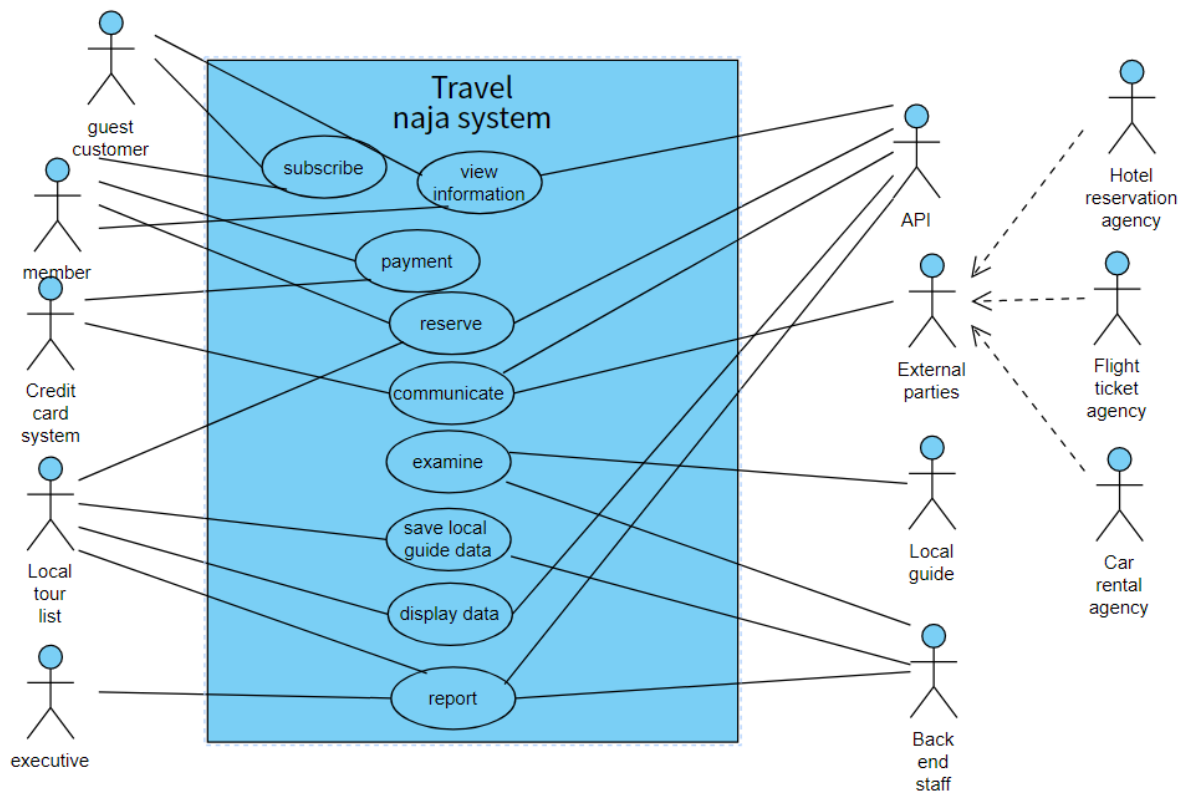 Travel
naja system
guest
customer
subscribe
view
information
member
payment
reserve
Credit
card
system
communicate
examine
Local
tour
list
save local
guide data
display data
report
executive
API
External
parties
Local
guide
Back
end
staff
Hotel
reservation
agency
Flight
ticket
agency
Car
rental
agency